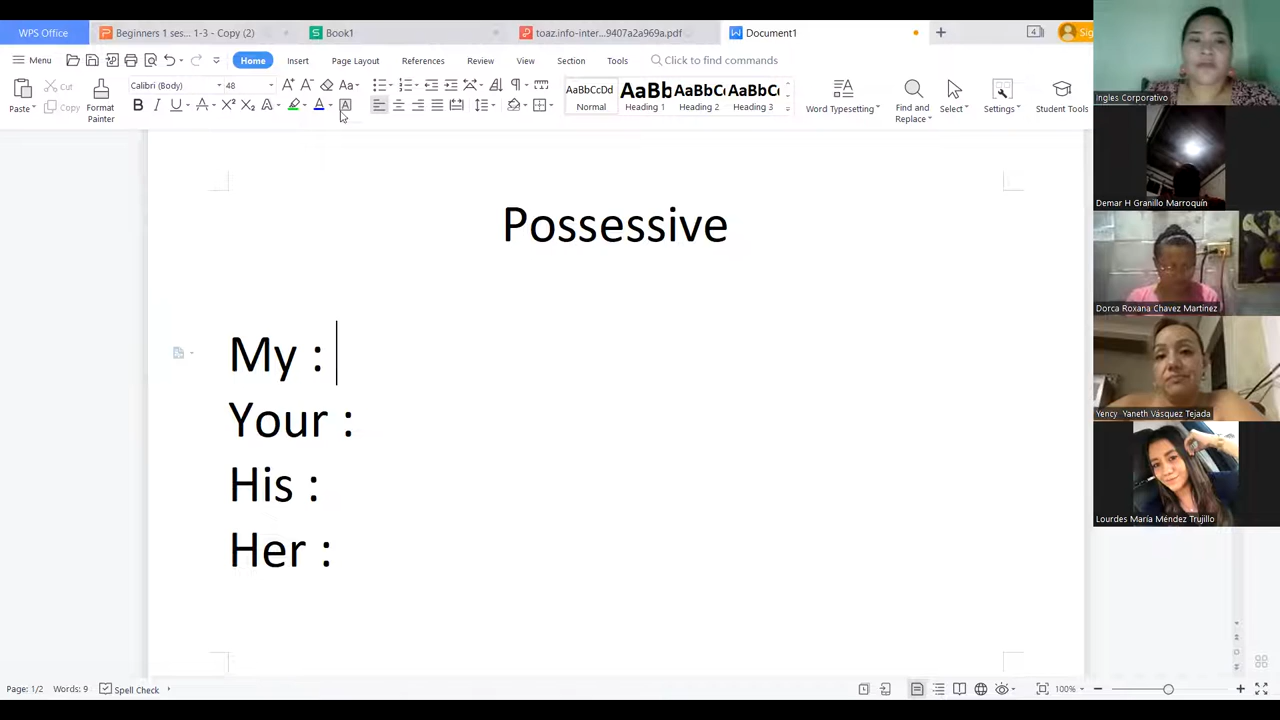 WPS Office
Beginners 1 ses... 1-3 - Copy (2)
Book1
toaz.info-inter...9407a2a969a.pdf
Document1
4
Menu
Home
Insert
Page Layout
References
Review
View
Section
Tools
Click to find commands
Paste
Cut
Copy
Format
Painter
Calibri (Body)
48
AaBbCcDd
Normal
AaBb
Heading 1
AaBbC
Heading 2
AaBbC
Heading 3
Word Typesetting
Find and
Replace
Select
Settings
Student Tools
Possessive
My :
Your :
His :
Her :
Ingles Corporativo
Demar H Granillo Marroquín
Dorca Roxana Chavez Martinez
Yency Yaneth Vásquez Tejada
Lourdes María Méndez Trujillo
Page: 1/2
Words: 9
Spell Check
100%